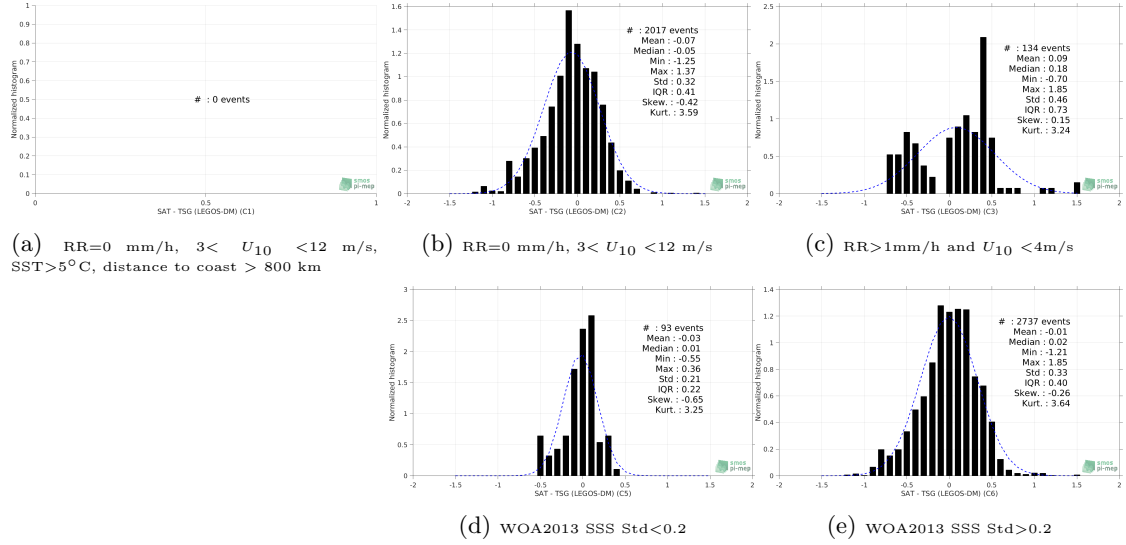 1
0.9
0.8
0.7
0.6
0.5
0.4
0.3
0.2
0.1
0
Normalized histogram
# : 0 events
0 0.5 1
SAT - TSG (LEGOS-DM) (C1)
smos
pi-mep
(a) RR=0 mm/h, 3< U10 <12 m/s,
SST>5°C, distance to coast > 800 km
1.6
1.4
1.2
1
0.8
0.6
0.4
0.2
0
Normalized histogram
# : 2017 events
Mean : -0.07
Median : -0.05
Min : -1.25
Max : 1.37
Std : 0.32
IQR : 0.41
Skew. : -0.42
Kurt. : 3.59
-2 -1.5 -1 -0.5 0 0.5 1 1.5 2
SAT - TSG (LEGOS-DM) (C2)
smos
pi-mep
(b) RR=0 mm/h, 3< U10 <12 m/s
2.5
2
1.5
1
0.5
0
Normalized histogram
# : 134 events
Mean : 0.09
Median : 0.18
Min : -0.70
Max : 1.85
Std : 0.46
IQR : 0.73
Skew. : 0.15
Kurt. : 3.24
-2 -1.5 -1 -0.5 0 0.5 1 1.5 2
SAT - TSG (LEGOS-DM) (C3)
smos
pi-mep
(c) RR>1mm/h and U10 <4m/s
3
2.5
2
1.5
1
0.5
0
Normalized histogram
# : 93 events
Mean : -0.03
Median : 0.01
Min : -0.55
Max : 0.36
Std : 0.21
IQR : 0.22
Skew. : -0.65
Kurt. : 3.25
-2 -1.5 -1 -0.5 0 0.5 1 1.5 2
SAT - TSG (LEGOS-DM) (C5)
smos
pi-mep
(d) WOA2013 SSS Std<0.2
1.4
1.2
1
0.8
0.6
0.4
0.2
0
Normalized histogram
# : 2737 events
Mean : -0.01
Median : 0.02
Min : -1.21
Max : 1.85
Std : 0.33
IQR : 0.40
Skew. : -0.26
Kurt. : 3.64
-2 -1.5 -1 -0.5 0 0.5 1 1.5 2
SAT - TSG (LEGOS-DM) (C6)
smos
pi-mep
(e) WOA2013 SSS Std>0.2